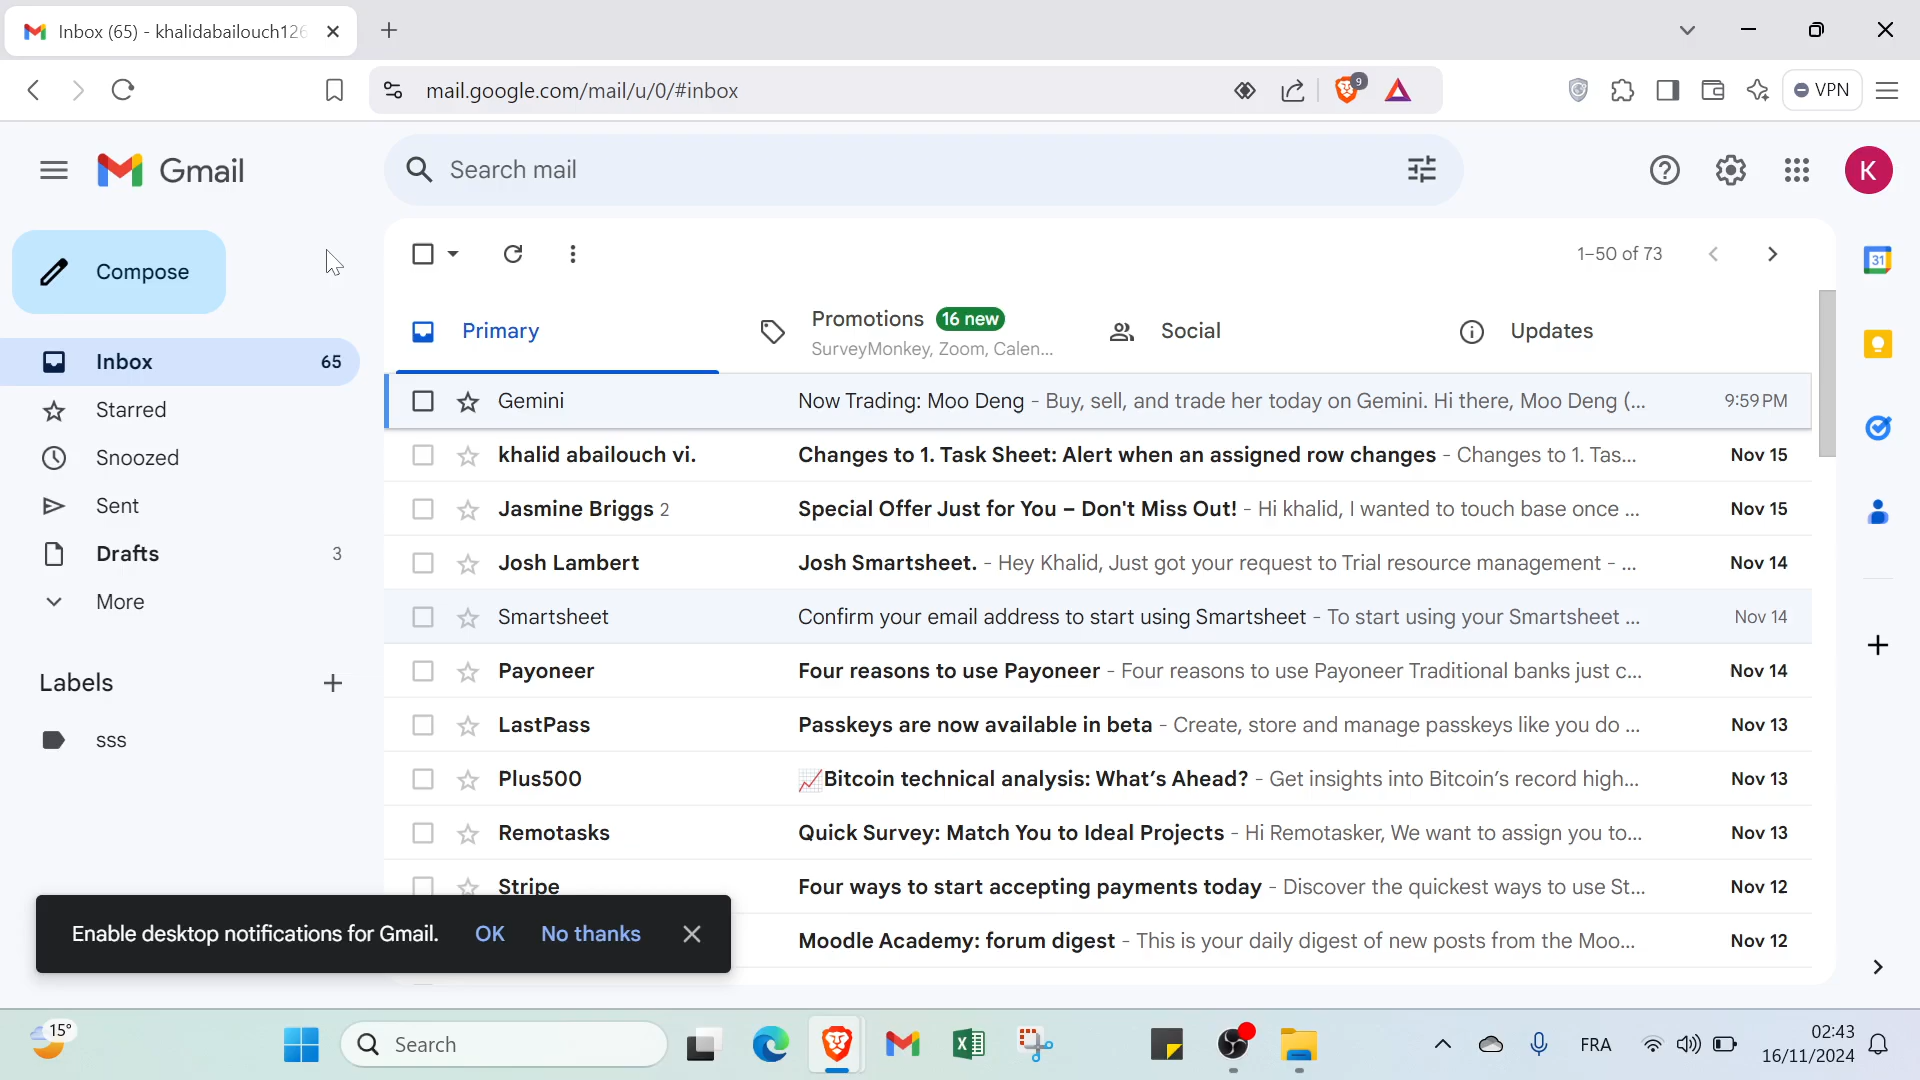 Inbox (65) - khalidabailouch126
mail.google.com/mail/u/0/#inbox
9
VPN
Gmail
Search mail
K
Compose
1–50 of 73
31
Primary
Promotions 16 new
SurveyMonkey, Zoom, Calen...
Social
Updates
Inbox 65
Starred
Snoozed
Sent
Drafts 3
More
Labels
sss
Gemini Now Trading: Moo Deng - Buy, sell, and trade her today on Gemini. Hi there, Moo Deng (... 9:59 PM
khalid abailouch vi. Changes to 1. Task Sheet: Alert when an assigned row changes - Changes to 1. Tas... Nov 15
Jasmine Briggs 2 Special Offer Just for You – Don't Miss Out! - Hi khalid, I wanted to touch base once ... Nov 15
Josh Lambert Josh Smartsheet. - Hey Khalid, Just got your request to Trial resource management - ... Nov 14
Smartsheet Confirm your email address to start using Smartsheet - To start using your Smartsheet ... Nov 14
Payoneer Four reasons to use Payoneer - Four reasons to use Payoneer Traditional banks just c... Nov 14
LastPass Passkeys are now available in beta - Create, store and manage passkeys like you do ... Nov 13
Plus500 📈Bitcoin technical analysis: What’s Ahead? - Get insights into Bitcoin’s record high... Nov 13
Remotasks Quick Survey: Match You to Ideal Projects - Hi Remotasker, We want to assign you to... Nov 13
Stripe Four ways to start accepting payments today - Discover the quickest ways to use St... Nov 12
Moodle Academy: forum digest - This is your daily digest of new posts from the Moo... Nov 12
Enable desktop notifications for Gmail. OK No thanks
15°
Search
FRA
02:43
16/11/2024